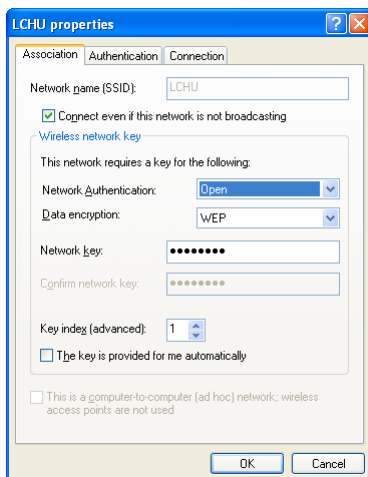 LCHU properties
Association Authentication Connection
Network name (SSID): LCHU
Connect even if this network is not broadcasting
Wireless network key
This network requires a key for the following:
Network Authentication: Open
Data encryption: WEP
Network key: ••••••••
Confirm network key: ••••••••
Key index (advanced): 1
The key is provided for me automatically
This is a computer-to-computer (ad hoc) network; wireless
access points are not used
OK Cancel